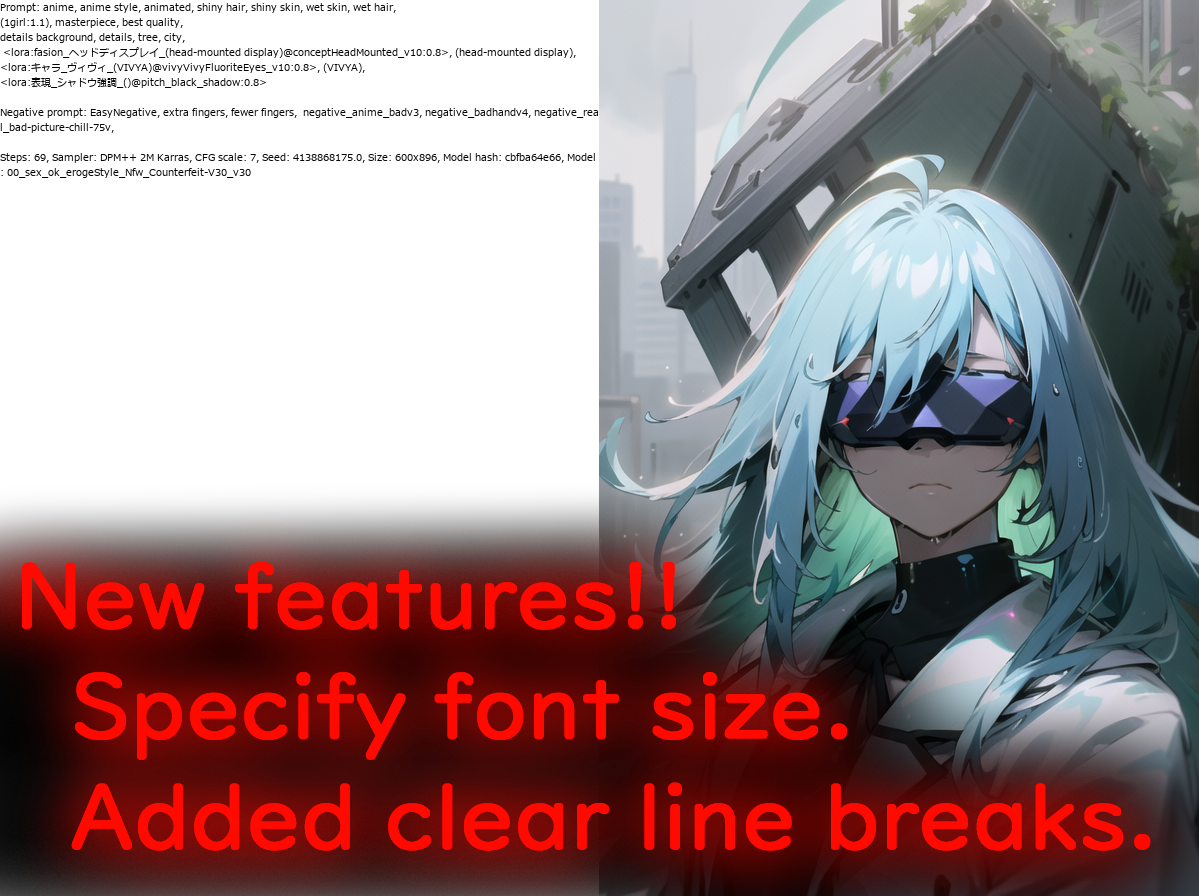 Prompt: anime, anime style, animated, shiny hair, shiny skin, wet skin, wet hair,
(1girl:1.1), masterpiece, best quality,
details background, details, tree, city,
<lora:fasion_ヘッドディスプレイ_(head-mounted display)@conceptHeadMounted_v10:0.8>, (head-mounted display),
<lora:キャラ_ヴィヴィ_(VIVYA)@vivyVivyFluoriteEyes_v10:0.8>, (VIVYA),
<lora:表現_シャドウ強調_()@pitch_black_shadow:0.8>
Negative prompt: EasyNegative, extra fingers, fewer fingers,  negative_anime_badv3, negative_badhandv4, negative_rea
l_bad-picture-chill-75v,
Steps: 69, Sampler: DPM++ 2M Karras, CFG scale: 7, Seed: 4138868175.0, Size: 600x896, Model hash: cbfba64e66, Model
: 00_sex_ok_erogeStyle_Nfw_Counterfeit-V30_v30
New features!!
Specify font size.
Added clear line breaks.